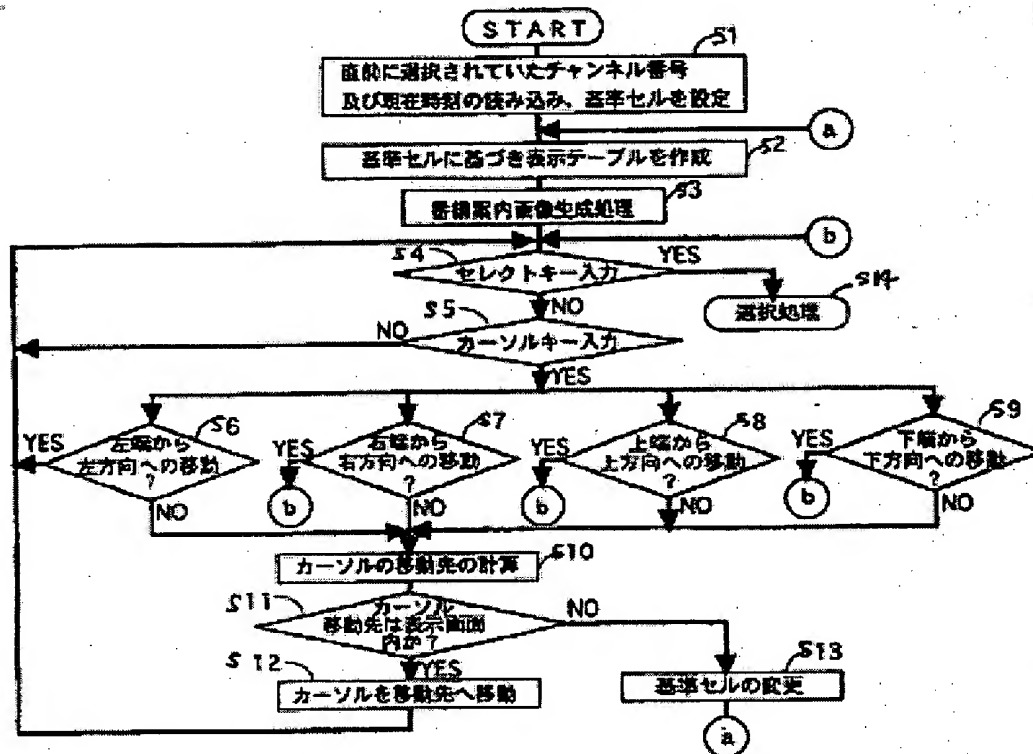 START
S1
直前に選択されていたチャンネル番号
及び現在時刻の読み込み、基準セルを設定
a
S2
基準セルに基づき表示テーブルを作成
S3
番組案内画像生成処理
b
S4
セレクトキー入力
YES
S14
選択処理
NO
S5
カーソルキー入力
NO
YES
S6
左端から
左方向への移動
?
YES
NO
S7
右端から
右方向への移動
?
YES
b
NO
S8
上端から
上方向への移動
?
YES
b
NO
S9
下端から
下方向への移動
?
YES
b
NO
S10
カーソルの移動先の計算
S11
カーソル
移動先は表示画面
内か?
NO
YES
S12
カーソルを移動先へ移動
S13
基準セルの変更
a